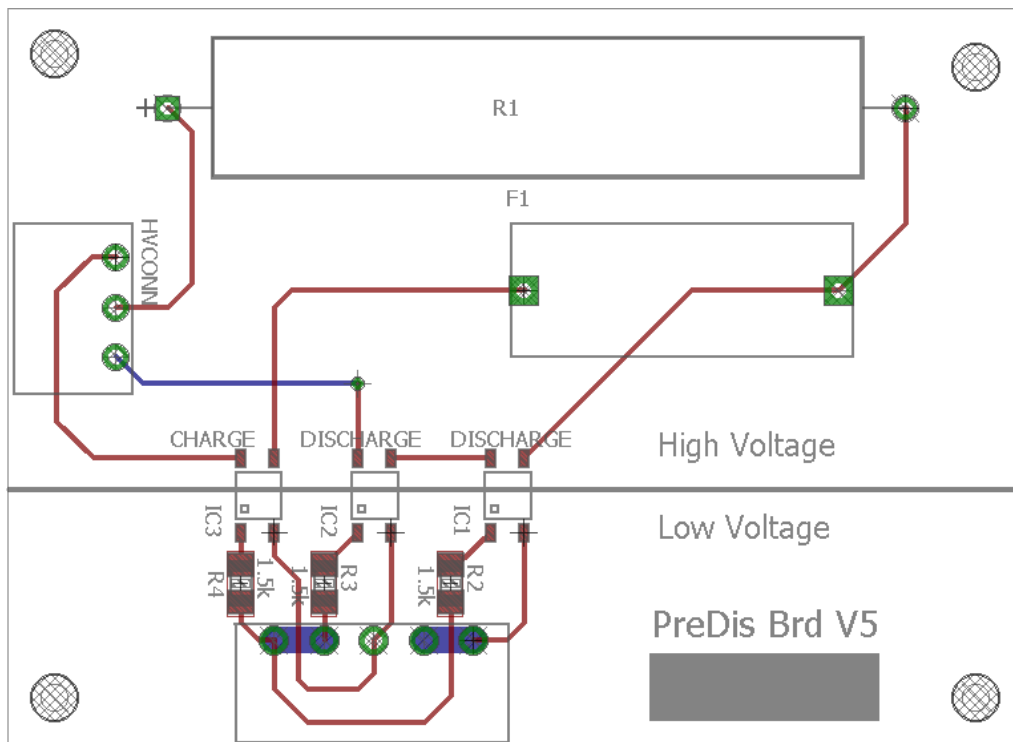 R1
F1
HVCONN
CHARGE
DISCHARGE
DISCHARGE
High Voltage
IC3
IC2
IC1
Low Voltage
R4
1.5k
1.5k
R3
1.5k
R2
PreDis Brd V5